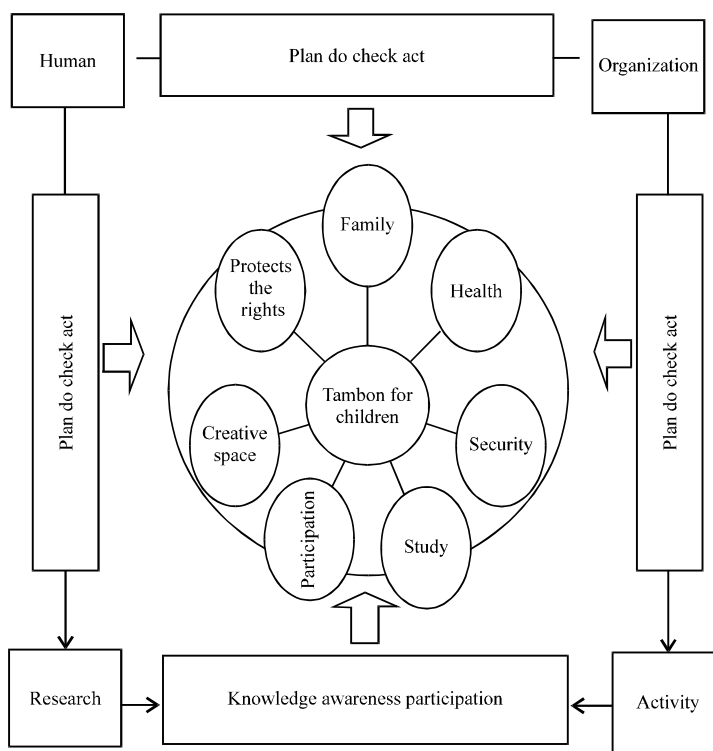 Human
Plan do check act
Organization
Family
Protects
the
rights
Health
Plan do check act
Plan do check act
Tambon for
children
Creative
space
Security
Participation
Study
Research
Knowledge awareness participation
Activity